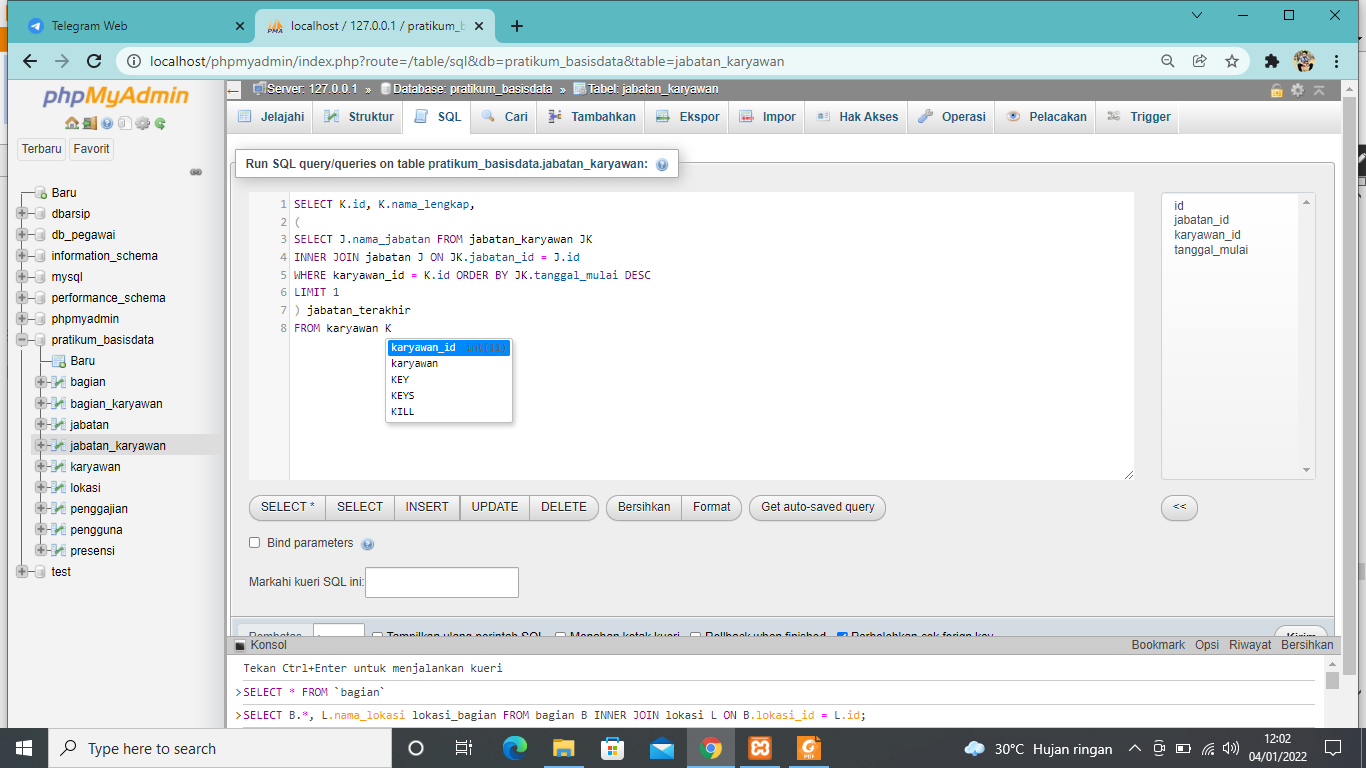 Telegram Web
localhost / 127.0.0.1 / pratikum_b
localhost/phpmyadmin/index.php?route=/table/sql&db=pratikum_basisdata&table=jabatan_karyawan
phpMyAdmin
Terbaru Favorit
Baru
dbarsip
db_pegawai
information_schema
mysql
performance_schema
phpmyadmin
pratikum_basisdata
Baru
bagian
bagian_karyawan
jabatan
jabatan_karyawan
karyawan
lokasi
penggajian
pengguna
presensi
test
Server: 127.0.0.1 » Database: pratikum_basisdata » Tabel: jabatan_karyawan
Jelajahi Struktur SQL Cari Tambahkan Ekspor Impor Hak Akses Operasi Pelacakan Trigger
Run SQL query/queries on table pratikum_basisdata.jabatan_karyawan:
1 SELECT K.id, K.nama_lengkap,
2 (
3 SELECT J.nama_jabatan FROM jabatan_karyawan JK
4 INNER JOIN jabatan J ON JK.jabatan_id = J.id
5 WHERE karyawan_id = K.id ORDER BY JK.tanggal_mulai DESC
6 LIMIT 1
7 ) jabatan_terakhir
8 FROM karyawan K
karyawan_id int(11)
karyawan
KEY
KEYS
KILL
id
jabatan_id
karyawan_id
tanggal_mulai
SELECT * SELECT INSERT UPDATE DELETE Bersihkan Format Get auto-saved query <<
Bind parameters
Markahi kueri SQL ini:
Pembatas Tampilkan ulang perintah SQL Menahan kotak kueri Rollback when finished Perbolehkan cek forign key Kirim
Konsol Bookmark Opsi Riwayat Bersihkan
Tekan Ctrl+Enter untuk menjalankan kueri
>SELECT * FROM `bagian`
>SELECT B.*, L.nama_lokasi lokasi_bagian FROM bagian B INNER JOIN lokasi L ON B.lokasi_id = L.id;
Type here to search
30°C Hujan ringan
12:02
04/01/2022